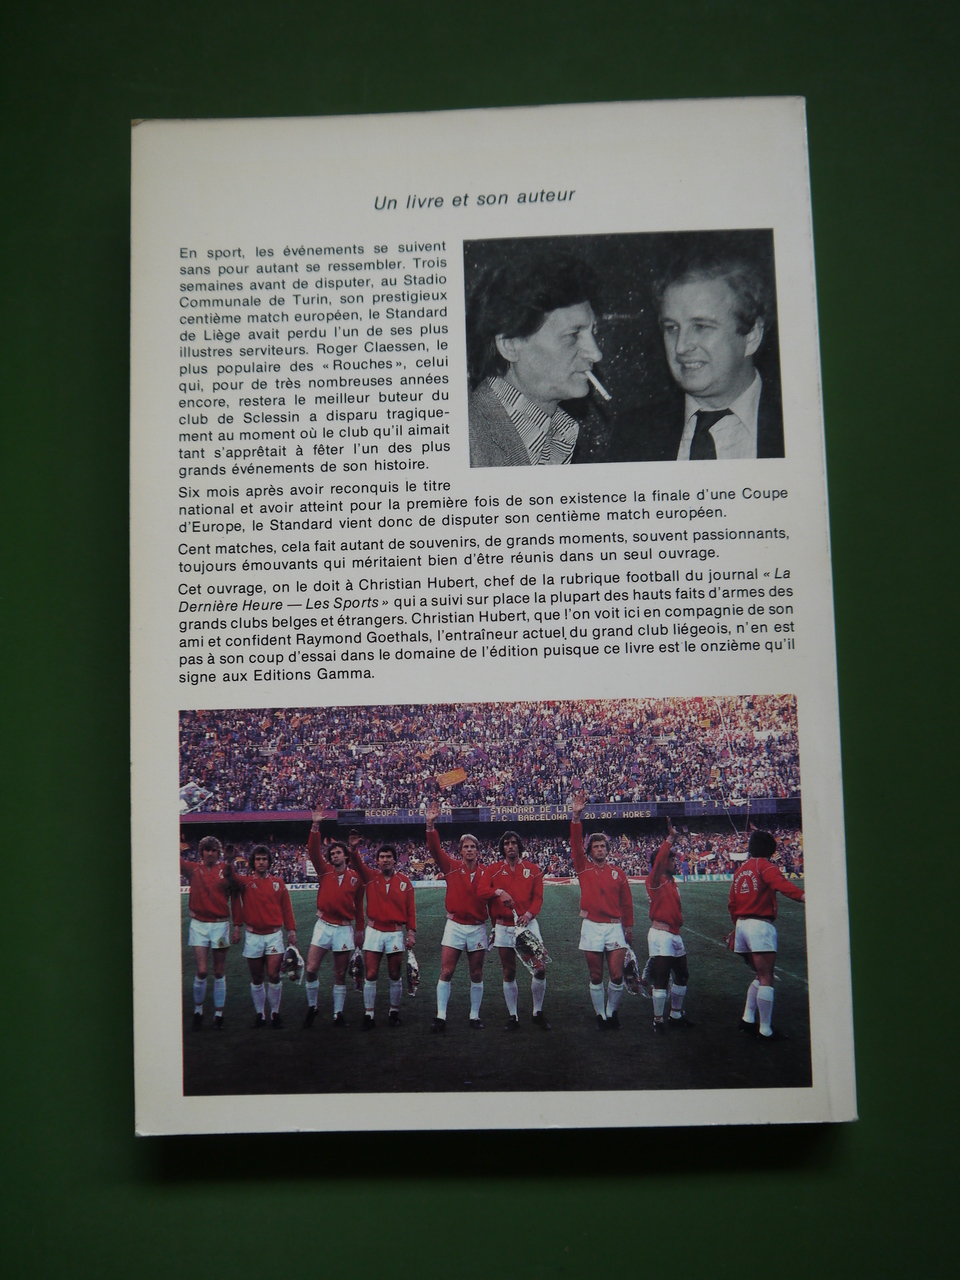 Un livre et son auteur
En sport, les événements se suivent
sans pour autant se ressembler. Trois
semaines avant de disputer, au Stadio
Communale de Turin, son prestigieux
centième match européen, le Standard
de Liège avait perdu l'un de ses plus
illustres serviteurs. Roger Claessen, le
plus populaire des «Rouches», celui
qui, pour de très nombreuses années
encore, restera le meilleur buteur du
club de Sclessin a disparu tragique-
ment au moment où le club qu'il aimait
tant s'apprêtait à fêter l'un des plus
grands événements de son histoire.
Six mois après avoir reconquis le titre
national et avoir atteint pour la première fois de son existence la finale d'une Coupe
d'Europe, le Standard vient donc de disputer son centième match européen.
Cent matches, cela fait autant de souvenirs, de grands moments, souvent passionnants,
toujours émouvants qui méritaient bien d'être réunis dans un seul ouvrage.
Cet ouvrage, on le doit à Christian Hubert, chef de la rubrique football du journal «La
Dernière Heure — Les Sports» qui a suivi sur place la plupart des hauts faits d'armes des
grands clubs belges et étrangers. Christian Hubert, que l'on voit ici en compagnie de son
ami et confident Raymond Goethals, l'entraîneur actuel du grand club liégeois, n'en est
pas à son coup d'essai dans le domaine de l'édition puisque ce livre est le onzième qu'il
signe aux Editions Gamma.
RECOPA D'EUROPA STANDARD DE LIE
F.C. BARCELONA 20,30 HORES
IVECO
FUJIFILM